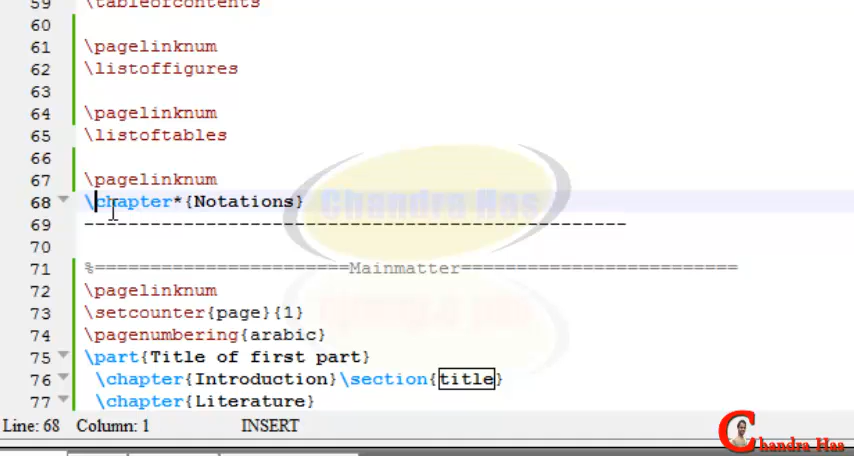 59 \tableofcontents
60
61 \pagelinknum
62 \listoffigures
63
64 \pagelinknum
65 \listoftables
66
67 \pagelinknum
68 \chapter*{Notations}
69 -------------------------------------------------
70
71 %========================Mainmatter=========================
72 \pagelinknum
73 \setcounter{page}{1}
74 \pagenumbering{arabic}
75 \part{Title of first part}
76 \chapter{Introduction}\section{title}
77 \chapter{Literature}
Line: 68 Column: 1 INSERT
Chandra Has
Chandra Has